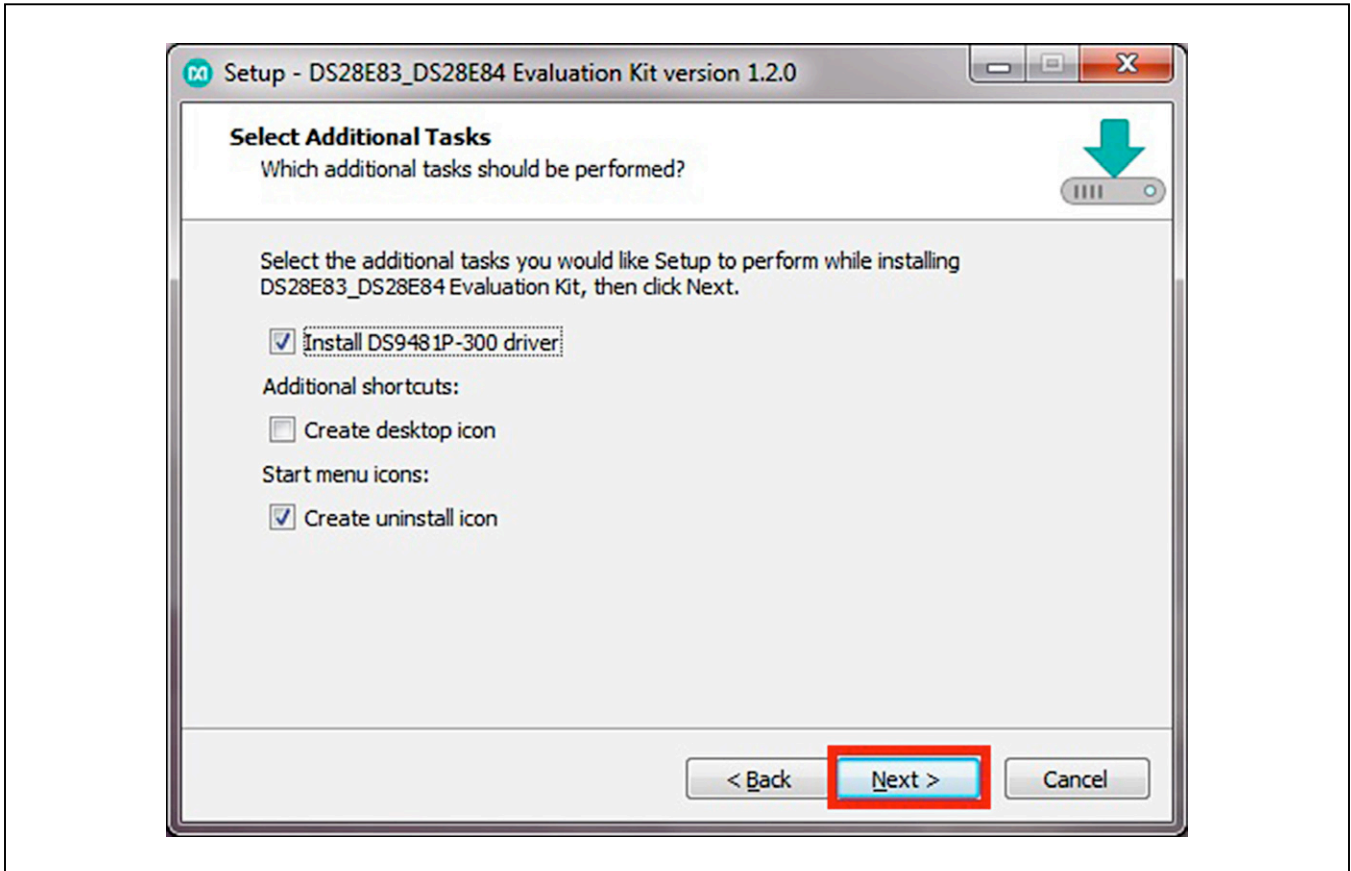 Setup - DS28E83_DS28E84 Evaluation Kit version 1.2.0
Select Additional Tasks
Which additional tasks should be performed?
Select the additional tasks you would like Setup to perform while installing
DS28E83_DS28E84 Evaluation Kit, then click Next.
Install DS9481P-300 driver
Additional shortcuts:
Create desktop icon
Start menu icons:
Create uninstall icon
< Back Next > Cancel